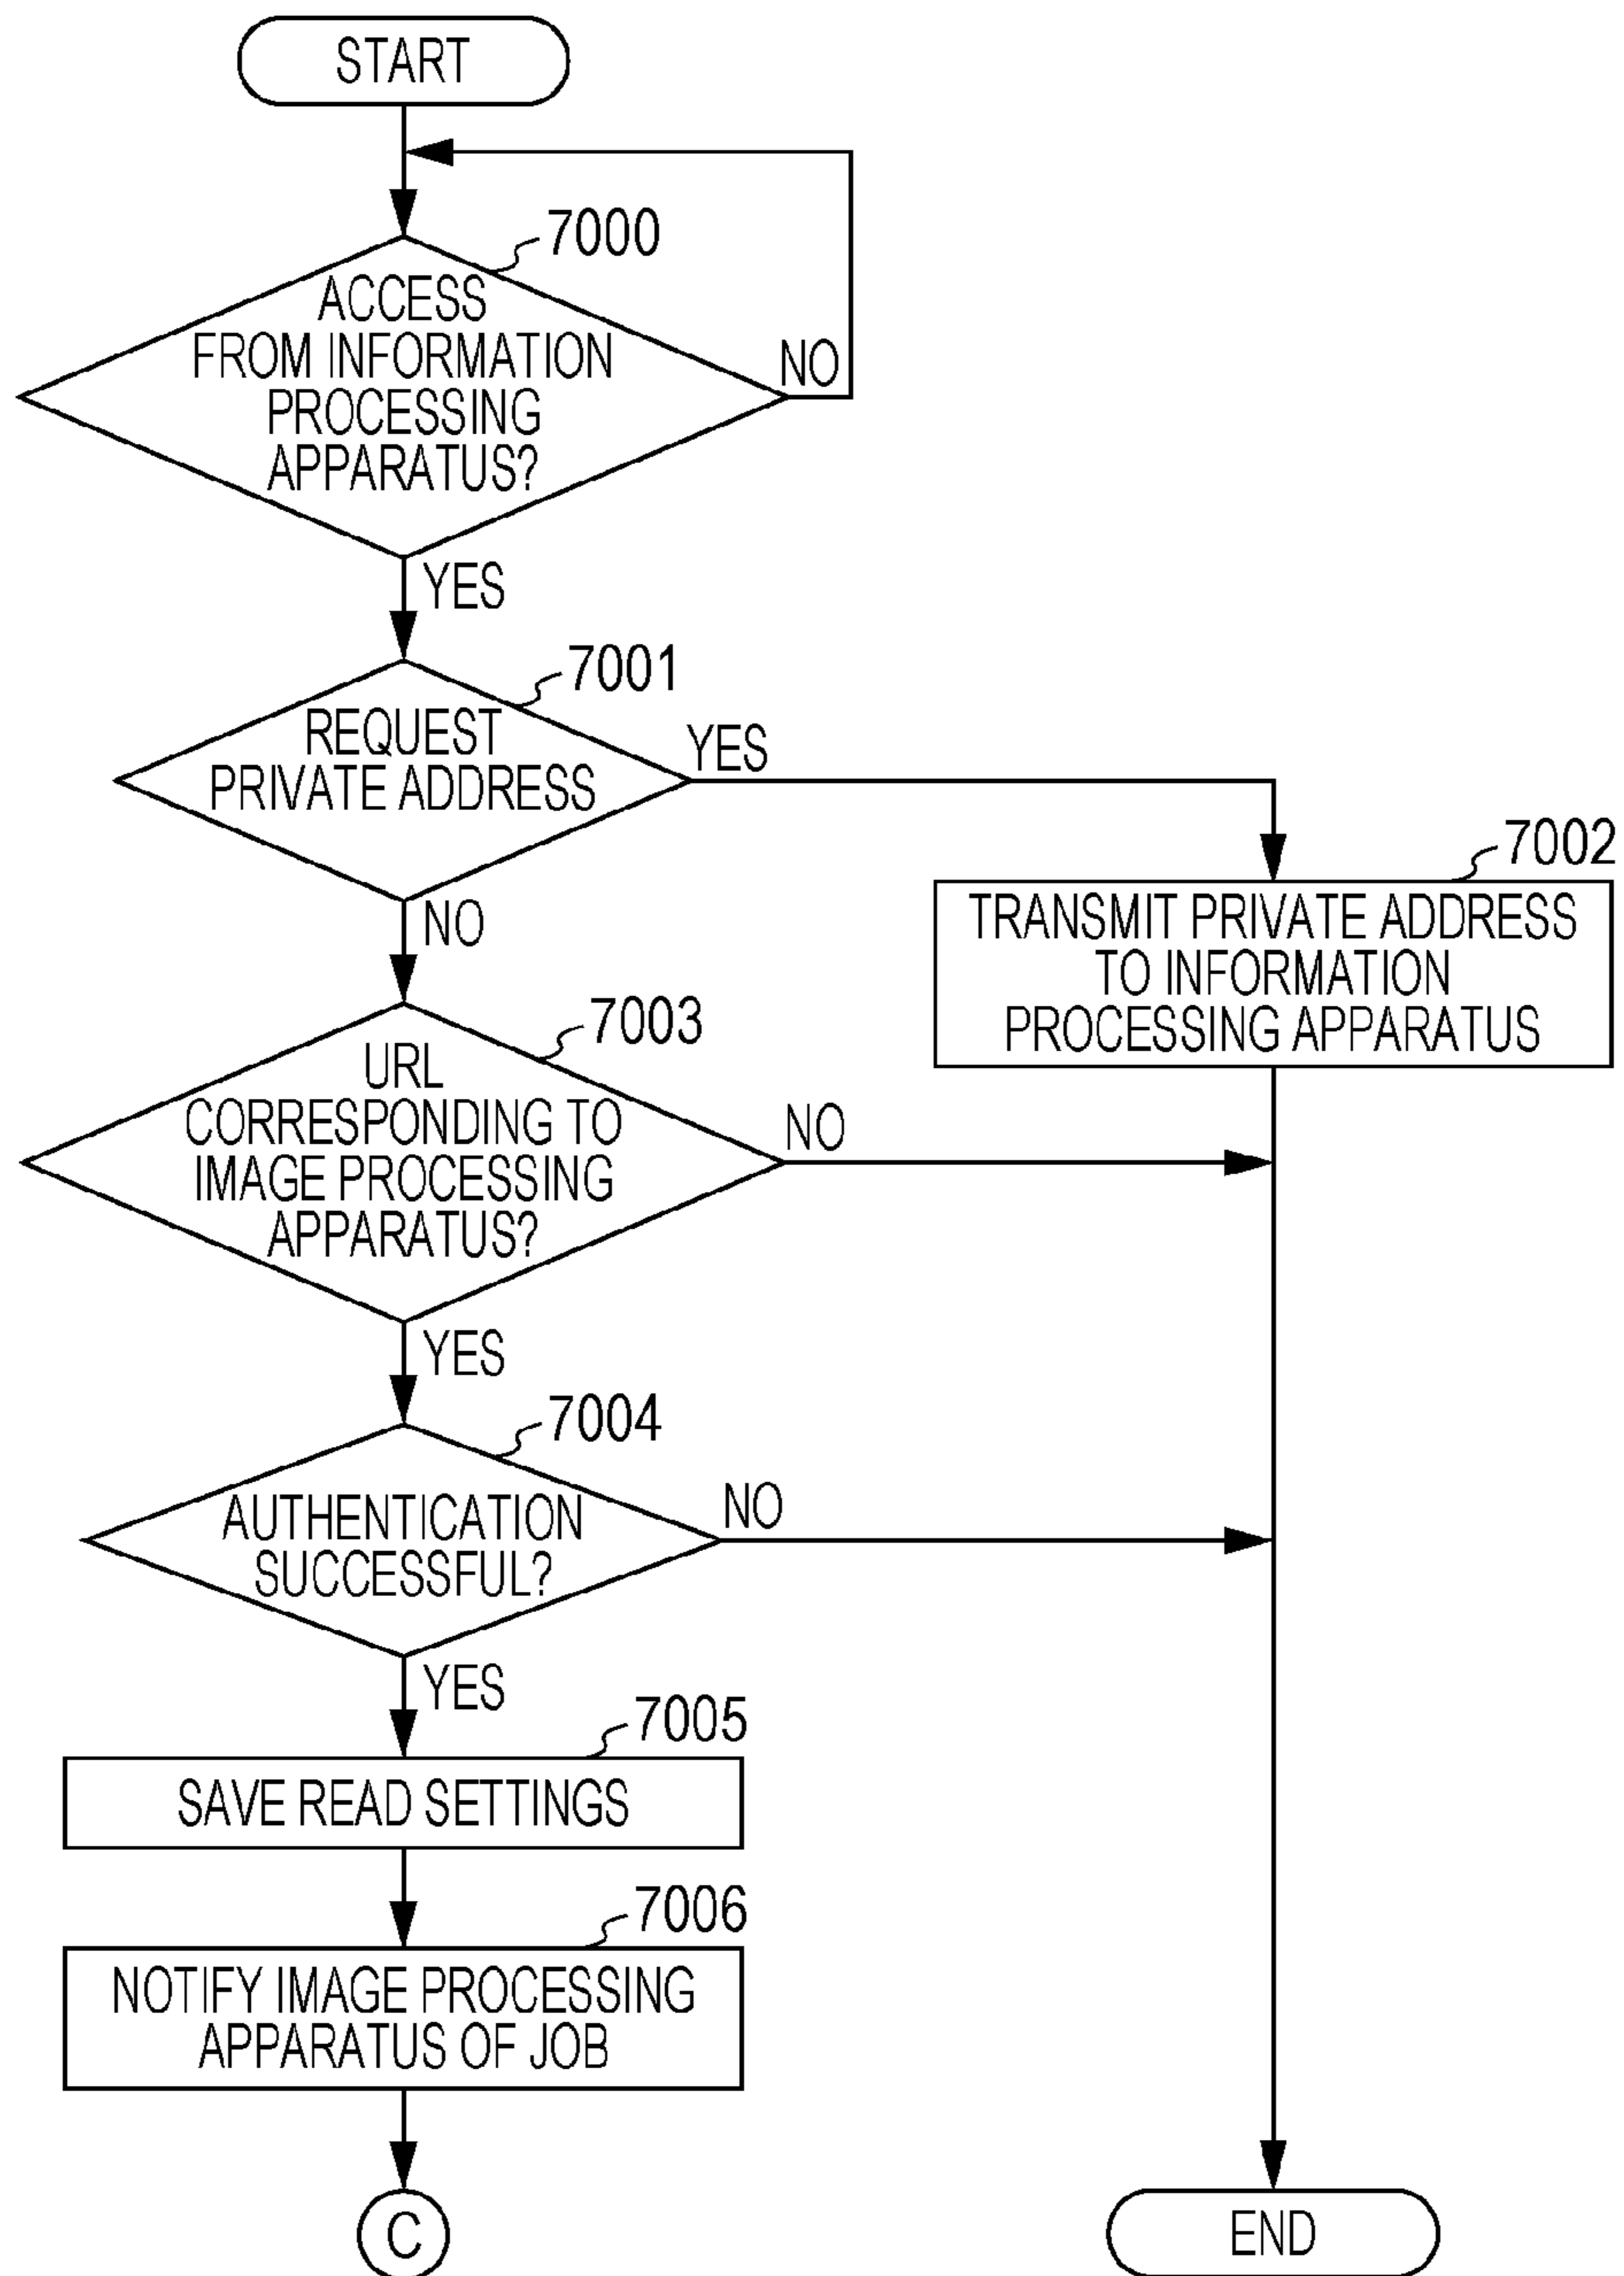 START
7000
ACCESS
FROM INFORMATION
PROCESSING
APPARATUS?
NO
YES
7001
REQUEST
PRIVATE ADDRESS
YES
NO
7002
TRANSMIT PRIVATE ADDRESS
TO INFORMATION
PROCESSING APPARATUS
7003
URL
CORRESPONDING TO
IMAGE PROCESSING
APPARATUS?
NO
YES
7004
AUTHENTICATION
SUCCESSFUL?
NO
YES
7005
SAVE READ SETTINGS
7006
NOTIFY IMAGE PROCESSING
APPARATUS OF JOB
C
END